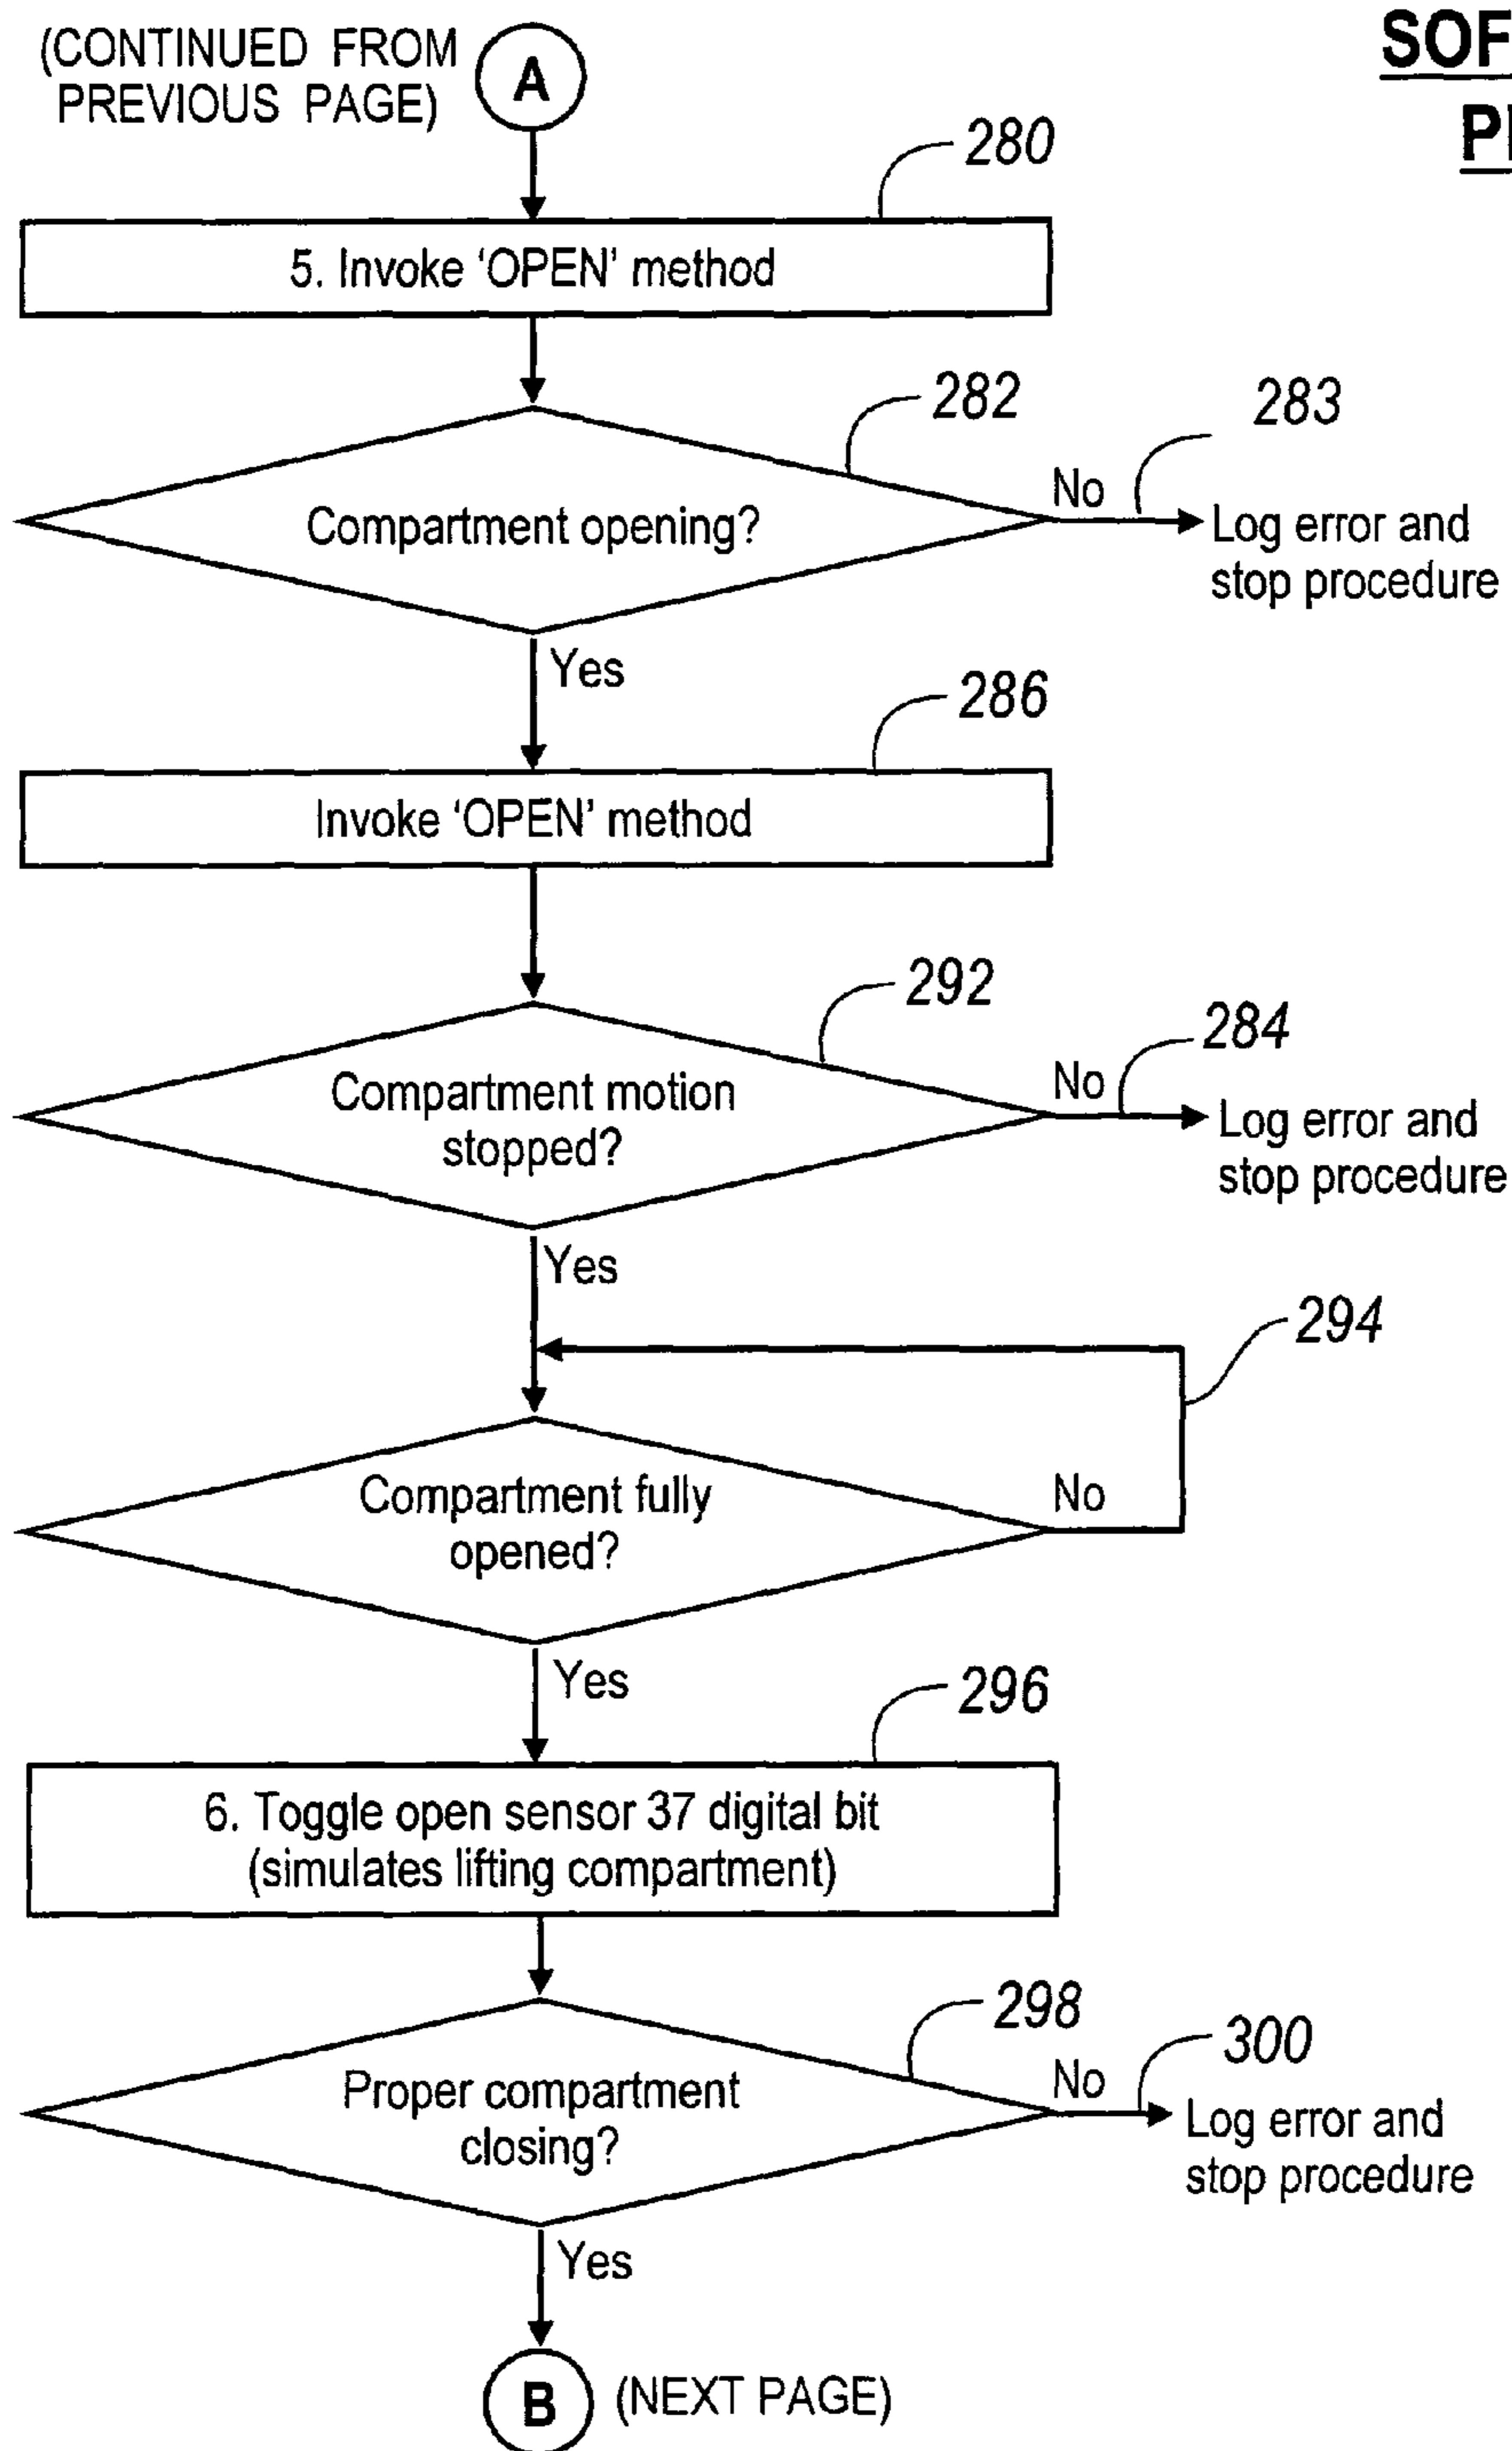 (CONTINUED FROM
PREVIOUS PAGE)
A
280
5. Invoke ‘OPEN’ method
282
283
Compartment opening?
No
Log error and
stop procedure
Yes
286
Invoke ‘OPEN’ method
292
284
Compartment motion
stopped?
No
Log error and
stop procedure
Yes
294
Compartment fully
opened?
No
Yes
296
6. Toggle open sensor 37 digital bit
(simulates lifting compartment)
298
300
Proper compartment
closing?
No
Log error and
stop procedure
Yes
B
(NEXT PAGE)